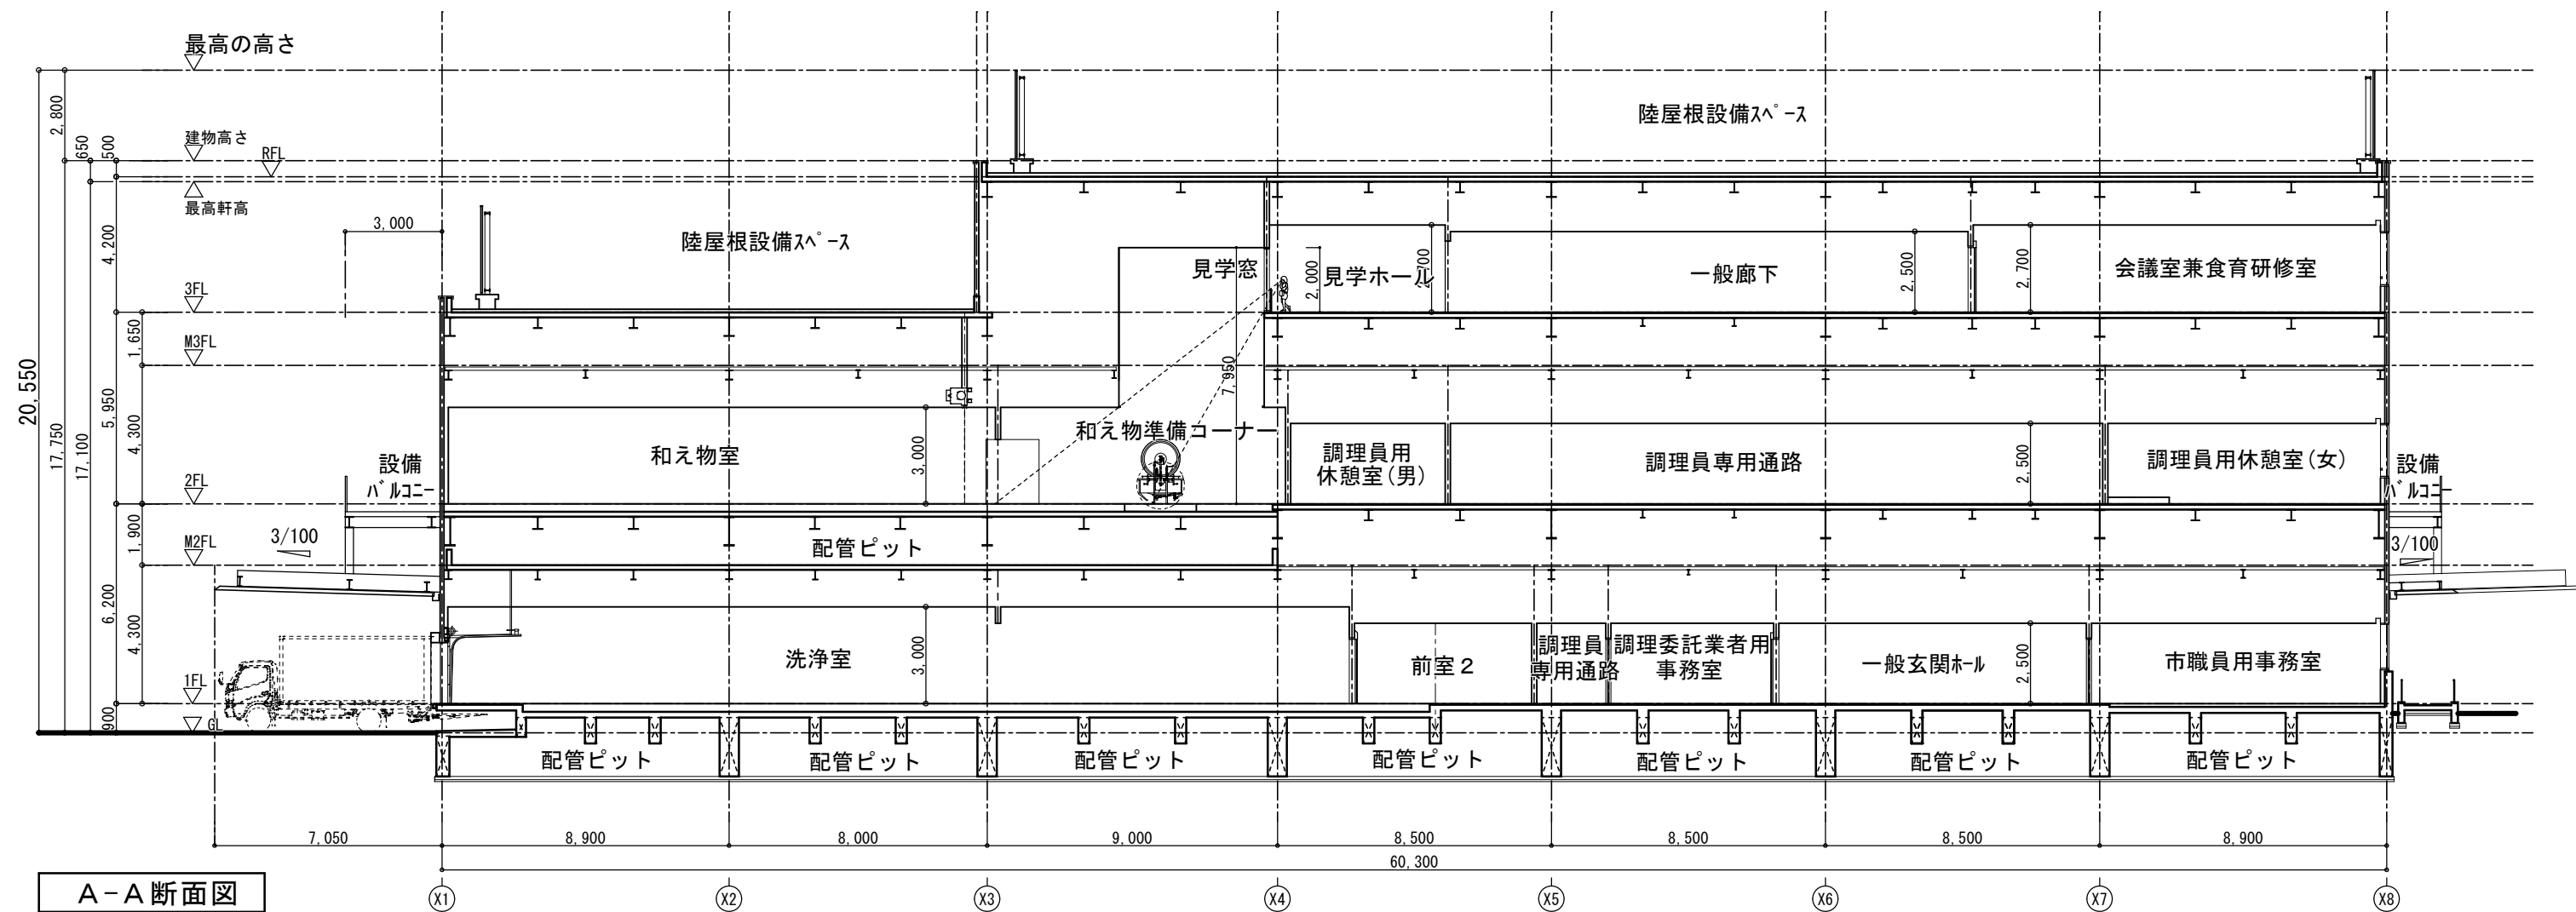 最高の高さ
2,800
建物高さ
650
500
RFL
最高軒高
陸屋根設備ｽﾍﾟｰｽ
3,000
4,200
陸屋根設備ｽﾍﾟｰｽ
見学窓
2,000
見学ホール
一般廊下
2,500
2,700
会議室兼食育研修室
3FL
1,650
M3FL
20,550
17,750
17,100
5,950
4,300
7,950
和え物準備コーナー
和え物室
3,000
調理員用
休憩室(男)
調理員専用通路
2,500
調理員用休憩室(女)
設備
ﾊﾞﾙｺﾆｰ
設備
ﾊﾞﾙｺﾆｰ
2FL
1,900
M2FL
3/100
配管ピット
3/100
6,200
4,300
洗浄室
3,000
前室２
調理員
専用通路
調理委託業者用
事務室
一般玄関ﾎｰﾙ
2,500
市職員用事務室
1FL
900
GL
配管ピット
配管ピット
配管ピット
配管ピット
配管ピット
配管ピット
配管ピット
7,050
8,900
8,000
9,000
8,500
8,500
8,500
8,900
60,300
Ａ-Ａ断面図
X1
X2
X3
X4
X5
X6
X7
X8